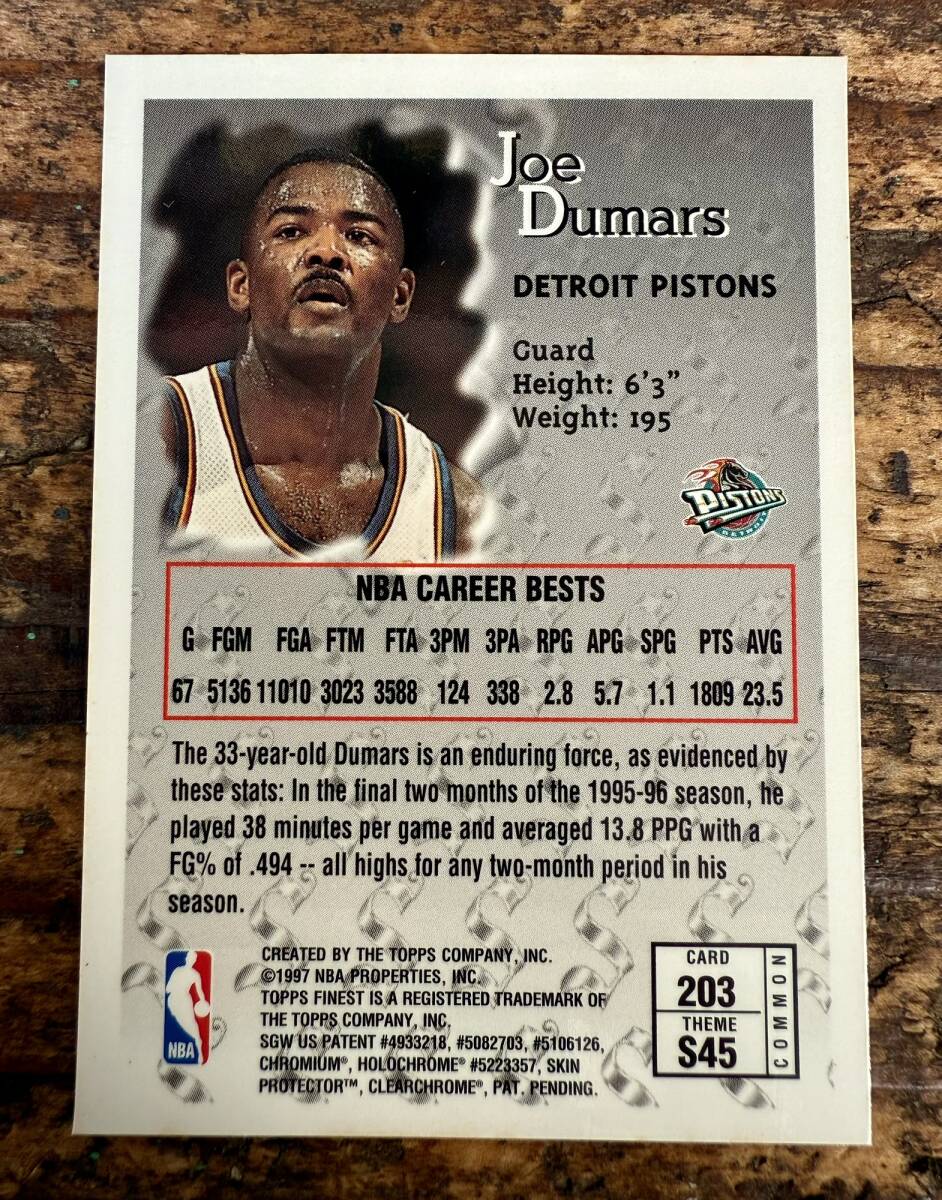 Joe
Dumars
DETROIT PISTONS
Guard
Height: 6'3"
Weight: 195
PISTONS
DETROIT
NBA CAREER BESTS
G FGM FGA FTM FTA 3PM 3PA RPG APG SPG PTS AVG
67 5136 11010 3023 3588 124 338 2.8 5.7 1.1 1809 23.5
The 33-year-old Dumars is an enduring force, as evidenced by
these stats: In the final two months of the 1995-96 season, he
played 38 minutes per game and averaged 13.8 PPG with a
FG% of .494 -- all highs for any two-month period in his
season.
NBA
CREATED BY THE TOPPS COMPANY, INC.
©1997 NBA PROPERTIES, INC.
TOPPS FINEST IS A REGISTERED TRADEMARK OF
THE TOPPS COMPANY, INC.
SGW US PATENT #4933218, #5082703, #5106126,
CHROMIUM®, HOLOCHROME® #5223357, SKIN
PROTECTOR™, CLEARCHROME®, PAT. PENDING.
CARD
203
THEME
S45
COMMON